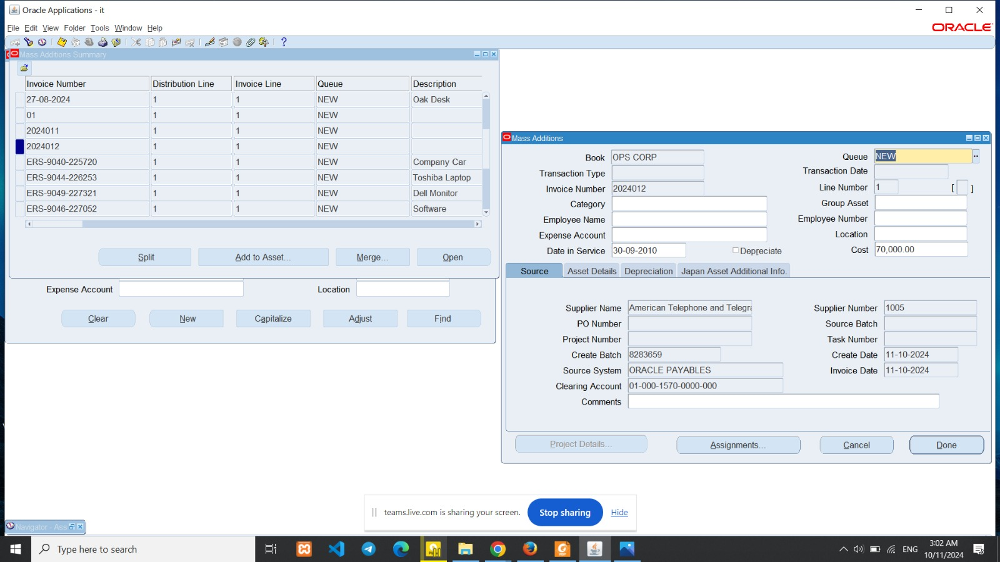 Oracle Applications - it
File Edit View Folder Tools Window Help
ORACLE
Mass Additions Summary
Invoice Number Distribution Line Invoice Line Queue Description
27-08-2024 1 1 NEW Oak Desk
01 1 1 NEW
2024011 1 1 NEW
2024012 1 1 NEW
ERS-9040-225720 1 1 NEW Company Car
ERS-9044-226253 1 1 NEW Toshiba Laptop
ERS-9049-227321 1 1 NEW Dell Monitor
ERS-9046-227052 1 1 NEW Software
Split Add to Asset... Merge... Open
Expense Account Location
Clear New Capitalize Adjust Find
Mass Additions
Book OPS CORP Queue NEW
Transaction Type Transaction Date
Invoice Number 2024012 Line Number 1 [ ]
Category Group Asset
Employee Name Employee Number
Expense Account Location
Date in Service 30-09-2010 Depreciate Cost 70,000.00
Source Asset Details Depreciation Japan Asset Additional Info.
Supplier Name American Telephone and Telegra Supplier Number 1005
PO Number Source Batch
Project Number Task Number
Create Batch 8283659 Create Date 11-10-2024
Source System ORACLE PAYABLES Invoice Date 11-10-2024
Clearing Account 01-000-1570-0000-000
Comments
Project Details... Assignments... Cancel Done
teams.live.com is sharing your screen. Stop sharing Hide
Navigator - Ass
Type here to search
ENG
3:02 AM
10/11/2024